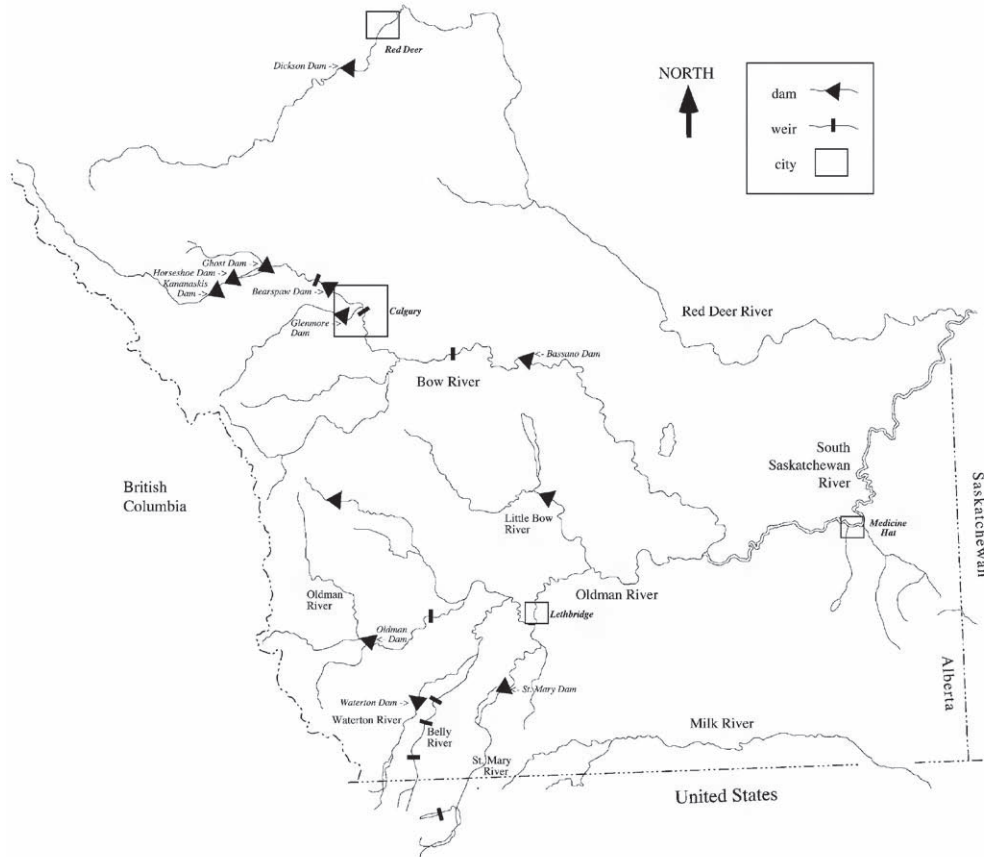 Red Deer
Dickson Dam ->
NORTH
dam
weir
city
Ghost Dam ->
Horseshoe Dam ->
Kananaskis
Dam ->
Bearspaw Dam ->
Calgary
Glenmore ->
Dam
Red Deer River
<- Bassano Dam
Bow River
South
Saskatchewan
River
Saskatchewan
British
Columbia
Little Bow
River
Medicine
Hat
Oldman
River
Oldman River
Lethbridge
Oldman
<- Dam
Alberta
<- St. Mary Dam
Waterton Dam ->
Waterton River
Belly
River
Milk River
St. Mary
River
United States